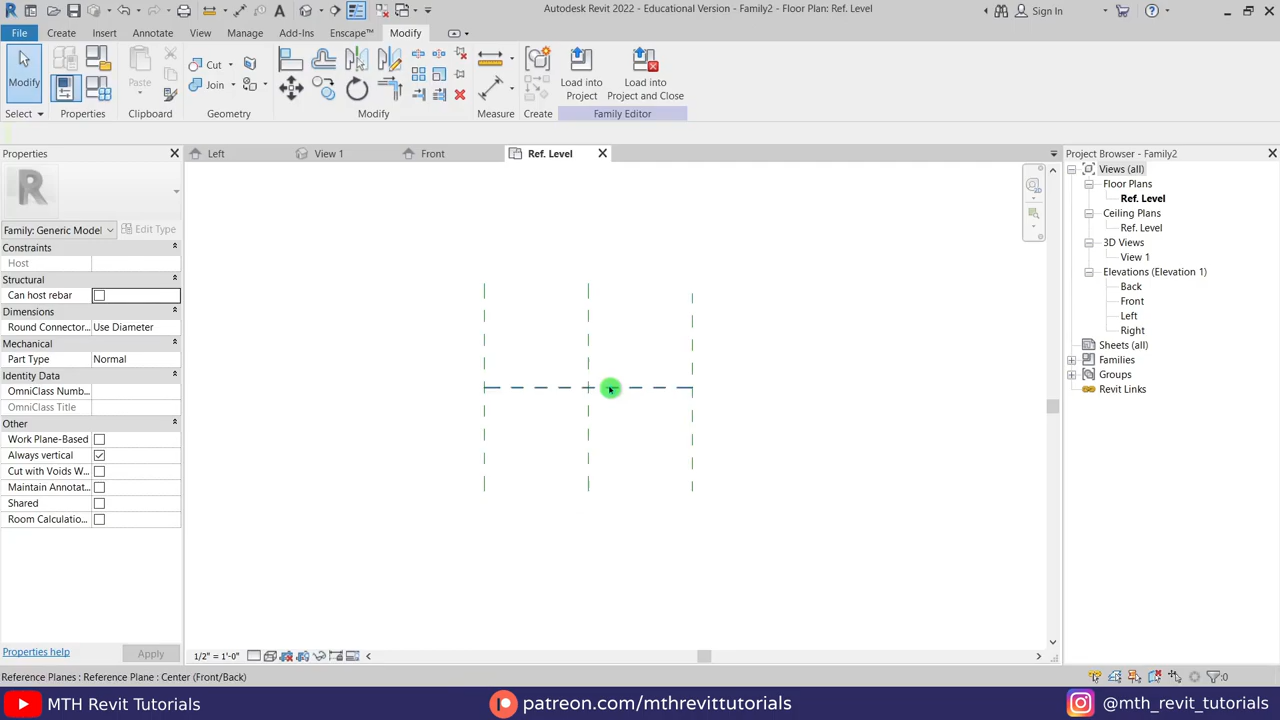 Autodesk Revit 2022 - Educational Version - Family2 - Floor Plan: Ref. Level
Sign In
File Create Insert Annotate View Manage Add-Ins Enscape™ Modify
Modify
Paste
Cut
Join
Load into
Project
Load into
Project and Close
Select Properties Clipboard Geometry Modify Measure Create Family Editor
Properties
Left
View 1
Front
Ref. Level
Project Browser - Family2
Family: Generic Model
Edit Type
Constraints
Host
Structural
Can host rebar
Dimensions
Round Connector... Use Diameter
Mechanical
Part Type Normal
Identity Data
OmniClass Numb...
OmniClass Title
Other
Work Plane-Based
Always vertical
Cut with Voids W...
Maintain Annotat...
Shared
Room Calculatio...
Properties help
Apply
Views (all)
Floor Plans
Ref. Level
Ceiling Plans
Ref. Level
3D Views
View 1
Elevations (Elevation 1)
Back
Front
Left
Right
Sheets (all)
Families
Groups
Revit Links
1/2" = 1'-0"
Reference Planes : Reference Plane : Center (Front/Back)
:0
MTH Revit Tutorials
patreon.com/mthrevittutorials
@mth_revit_tutorials